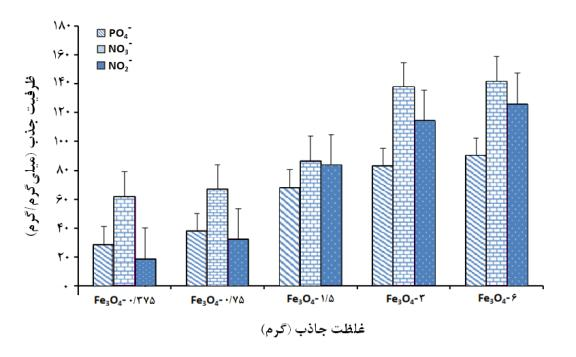 ظرفیت جذب (میلی‌گرم/گرم)
۱۸۰
۱۶۰
۱۴۰
۱۲۰
۱۰۰
۸۰
۶۰
۴۰
۲۰
۰
PO₄⁻
NO₃⁻
NO₂⁻
Fe₃O₄-۰/۳۷۵ Fe₃O₄-۰/۷۵ Fe₃O₄-۱/۵ Fe₃O₄-۳ Fe₃O₄-۶
غلظت جاذب (گرم)